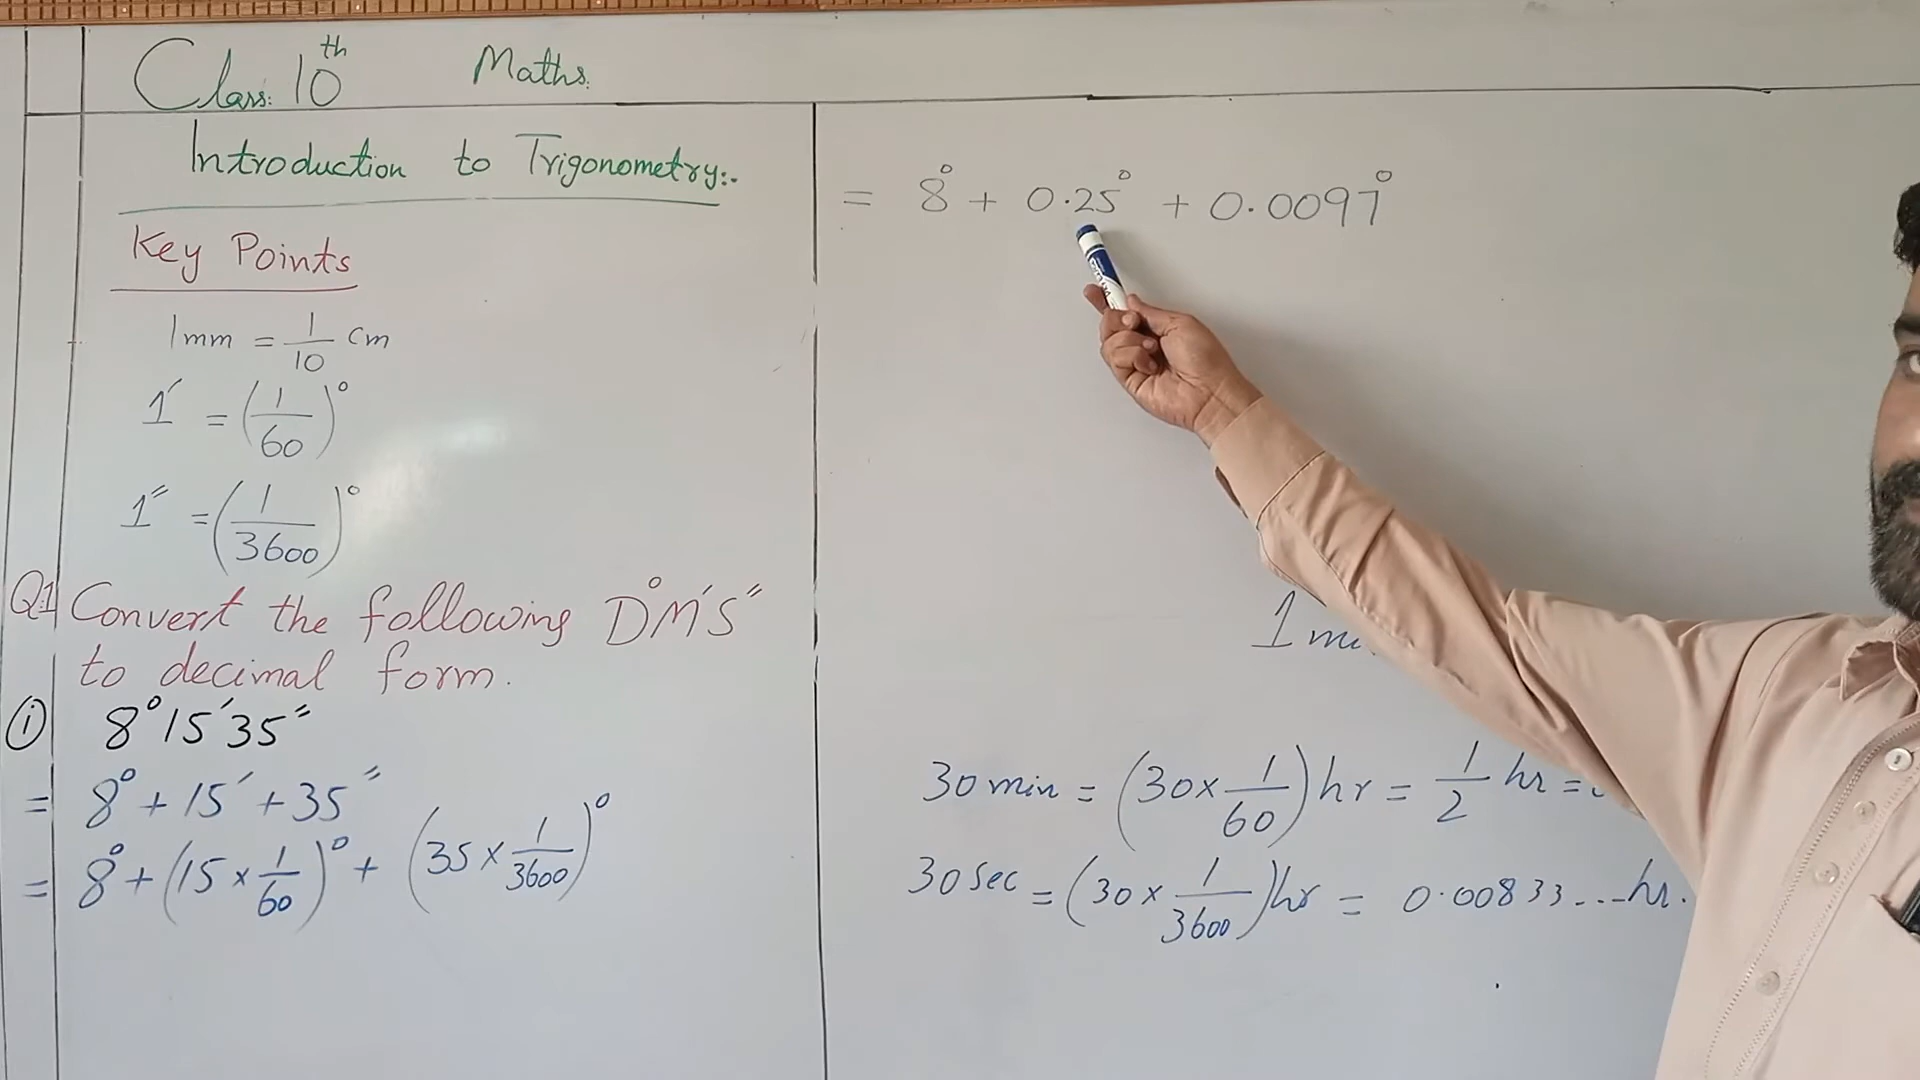 Class: 10th Maths.
Introduction to Trigonometry:.
Key Points
1mm = 1/10 cm
1′ = (1/60)°
1″ = (1/3600)°
Q1 Convert the following D°M′S″
to decimal form.
(i) 8°15′35″
= 8° + 15′ + 35″
= 8° + (15 × 1/60)° + (35 × 1/3600)°
= 8° + 0.25° + 0.0097°
30 min = (30 × 1/60) hr = 1/2 hr =
30 Sec = (30 × 1/3600) hr = 0.00833...hr.